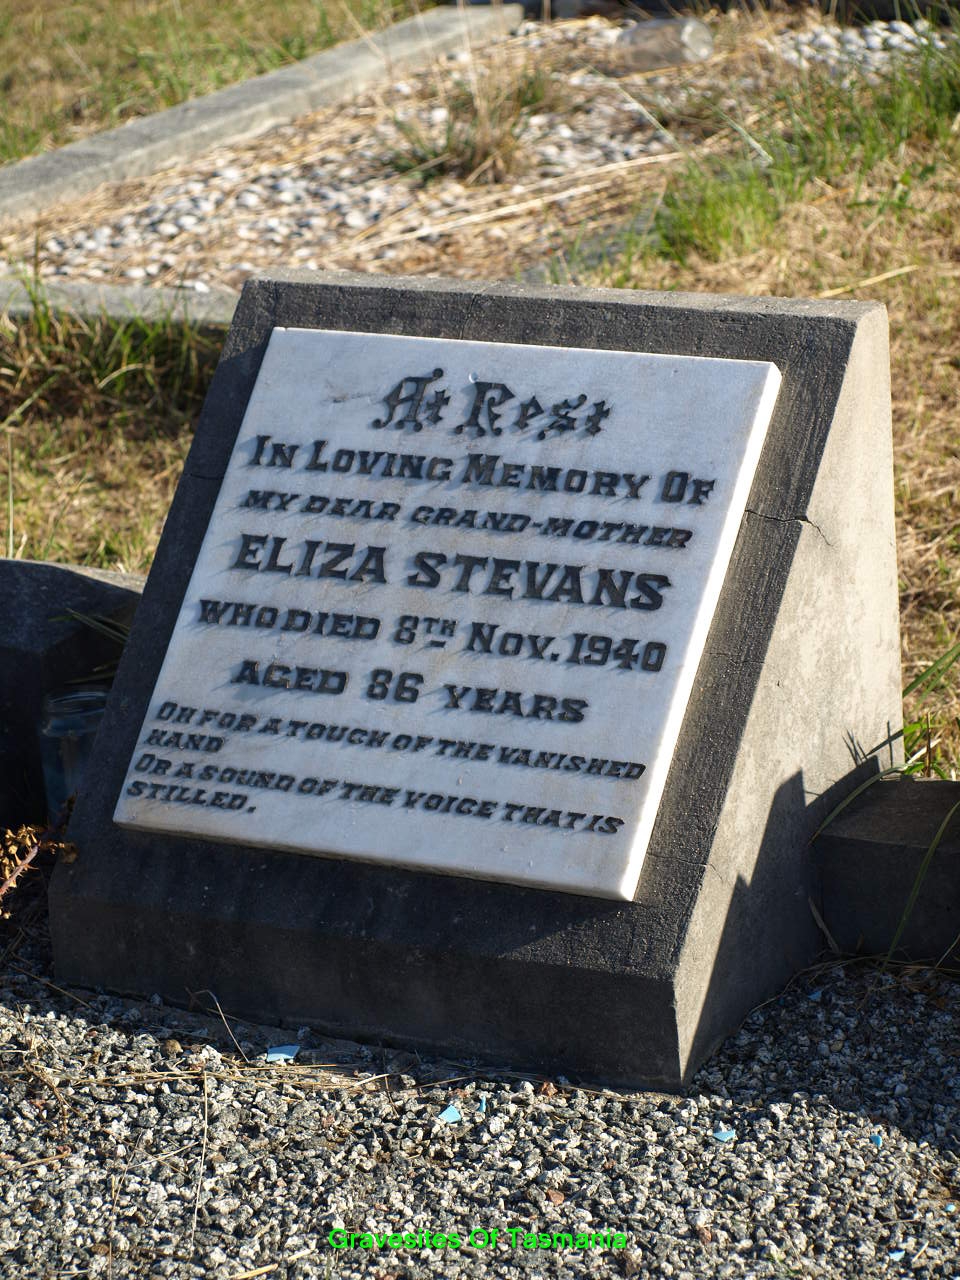 At Rest
IN LOVING MEMORY OF
MY DEAR GRAND-MOTHER
ELIZA STEVANS
WHO DIED 8TH NOV. 1940
AGED 86 YEARS
OH FOR A TOUCH OF THE VANISHED
HAND
OR A SOUND OF THE VOICE THAT IS
STILLED.
Gravesites Of Tasmania